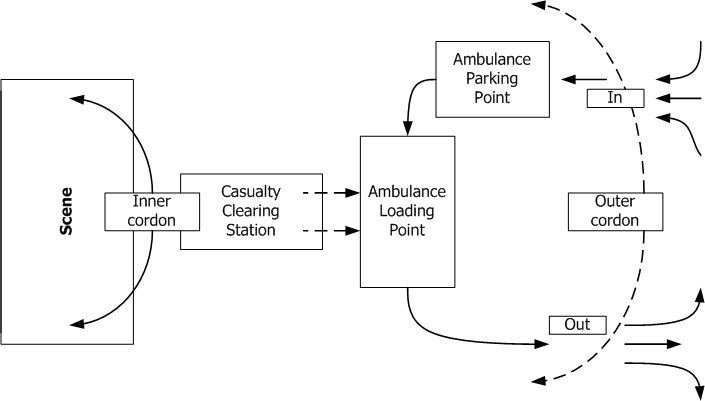 Scene
Inner
cordon
Casualty
Clearing
Station
Ambulance
Loading
Point
Ambulance
Parking
Point
In
Outer
cordon
Out